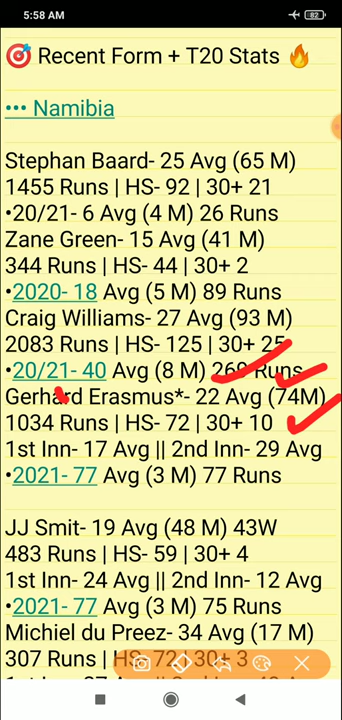 5:58 AM
82
🎯 Recent Form + T20 Stats 🔥
••• Namibia
Stephan Baard- 25 Avg (65 M)
1455 Runs | HS- 92 | 30+ 21
•20/21- 6 Avg (4 M) 26 Runs
Zane Green- 15 Avg (41 M)
344 Runs | HS- 44 | 30+ 2
•2020- 18 Avg (5 M) 89 Runs
Craig Williams- 27 Avg (93 M)
2083 Runs | HS- 125 | 30+ 25
•20/21- 40 Avg (8 M) 260 Runs
Gerhard Erasmus*- 22 Avg (74M)
1034 Runs | HS- 72 | 30+ 10
1st Inn- 17 Avg || 2nd Inn- 29 Avg
•2021- 77 Avg (3 M) 77 Runs
JJ Smit- 19 Avg (48 M) 43W
483 Runs | HS- 59 | 30+ 4
1st Inn- 24 Avg || 2nd Inn- 12 Avg
•2021- 77 Avg (3 M) 75 Runs
Michiel du Preez- 34 Avg (17 M)
307 Runs | HS- 72 | 30+ 3